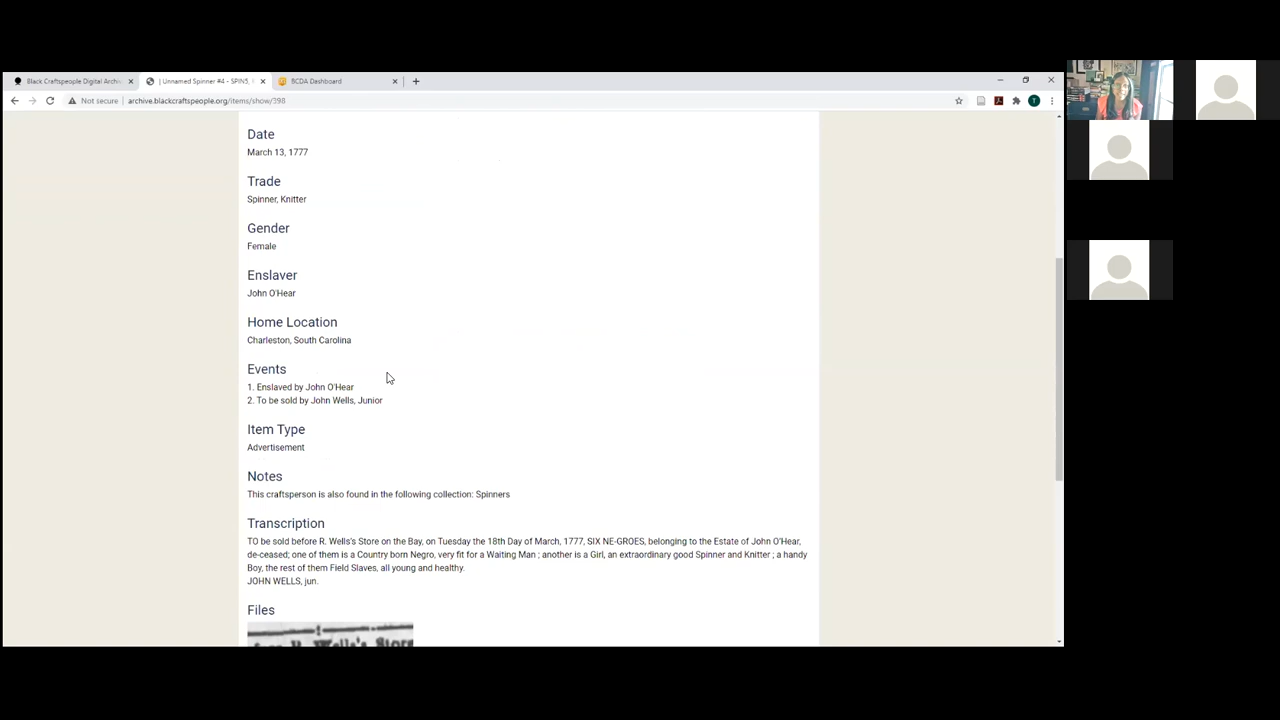 Black Craftspeople Digital Archi
| Unnamed Spinner #4 - SPIN5,
BCDA Dashboard
Not secure
archive.blackcraftspeople.org/items/show/398
T
Date
March 13, 1777
Trade
Spinner, Knitter
Gender
Female
Enslaver
John O'Hear
Home Location
Charleston, South Carolina
Events
1. Enslaved by John O'Hear
2. To be sold by John Wells, Junior
Item Type
Advertisement
Notes
This craftsperson is also found in the following collection: Spinners
Transcription
TO be sold before R. Wells's Store on the Bay, on Tuesday the 18th Day of March, 1777, SIX NE-GROES, belonging to the Estate of John O'Hear,
de-ceased; one of them is a Country born Negro, very fit for a Waiting Man ; another is a Girl, an extraordinary good Spinner and Knitter ; a handy
Boy, the rest of them Field Slaves, all young and healthy.
JOHN WELLS, jun.
Files
R. Wells's Stor